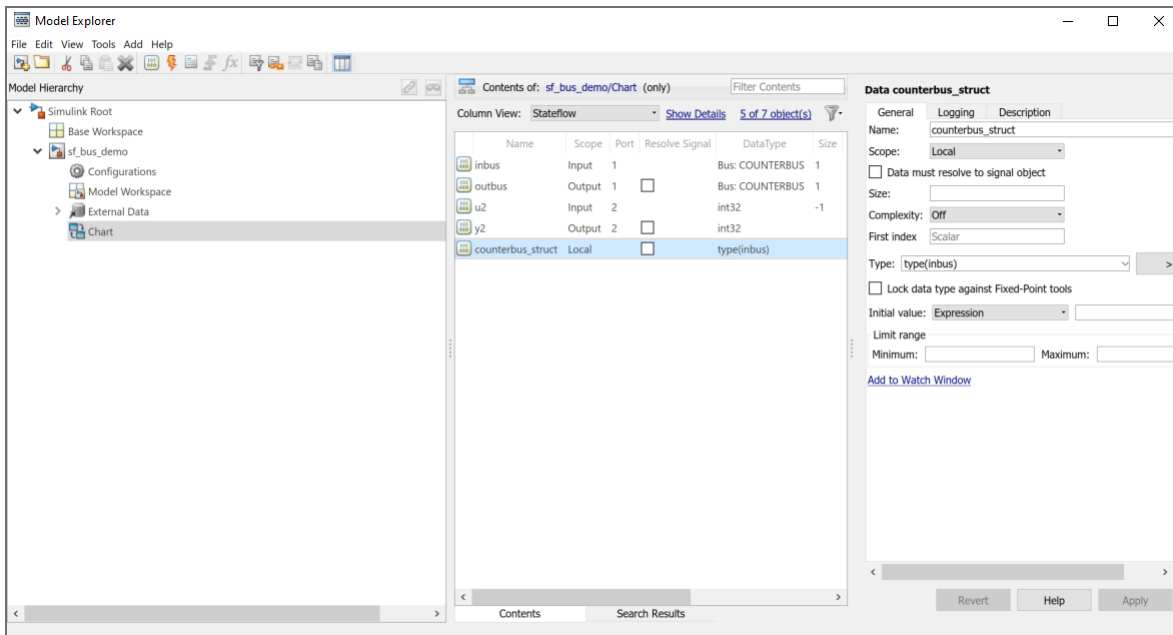 Model Explorer
File Edit View Tools Add Help
Model Hierarchy
Simulink Root
Base Workspace
sf_bus_demo
Configurations
Model Workspace
External Data
Chart
Contents of: sf_bus_demo/Chart (only)
Filter Contents
Column View: Stateflow Show Details 5 of 7 object(s)
Name Scope Port Resolve Signal DataType Size
inbus Input 1 Bus: COUNTERBUS 1
outbus Output 1 Bus: COUNTERBUS 1
u2 Input 2 int32 -1
y2 Output 2 int32
counterbus_struct Local type(inbus)
Contents Search Results
Data counterbus_struct
General Logging Description
Name: counterbus_struct
Scope: Local
Data must resolve to signal object
Size:
Complexity: Off
First index Scalar
Type: type(inbus) >
Lock data type against Fixed-Point tools
Initial value: Expression
Limit range
Minimum: Maximum:
Add to Watch Window
Revert Help Apply